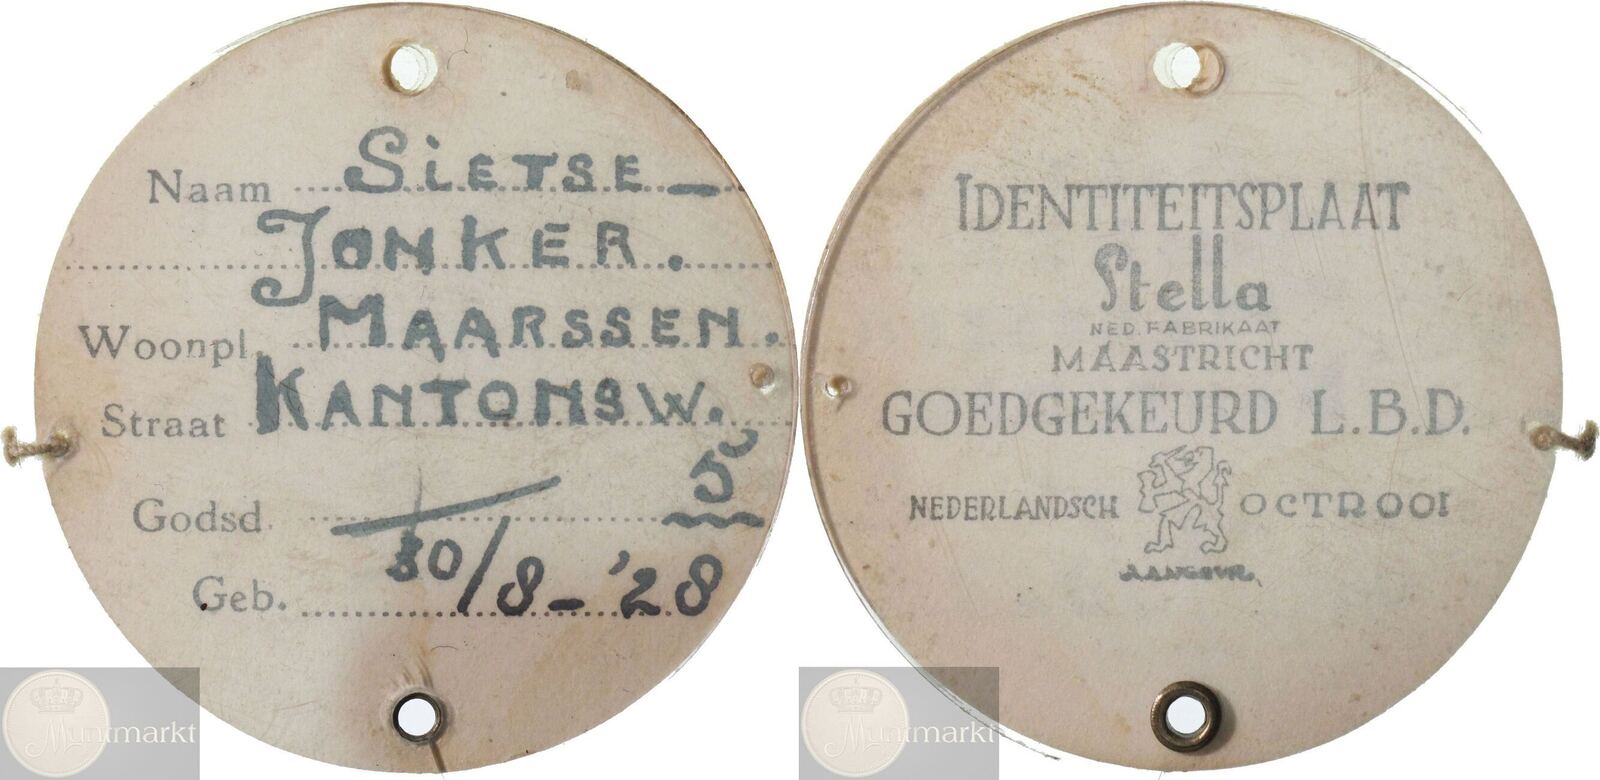 Naam SIETSE
JONKER.
Woonpl. MAARSSEN.
Straat KANTONSW.
5
Godsd.
Geb. 30/8-'28
Muntmarkt
IDENTITEITSPLAAT
Stella
NED. FABRIKAAT
MAASTRICHT
GOEDGEKEURD L.B.D.
NEDERLANDSCH OCTROOI
AANGEVR.
Muntmarkt